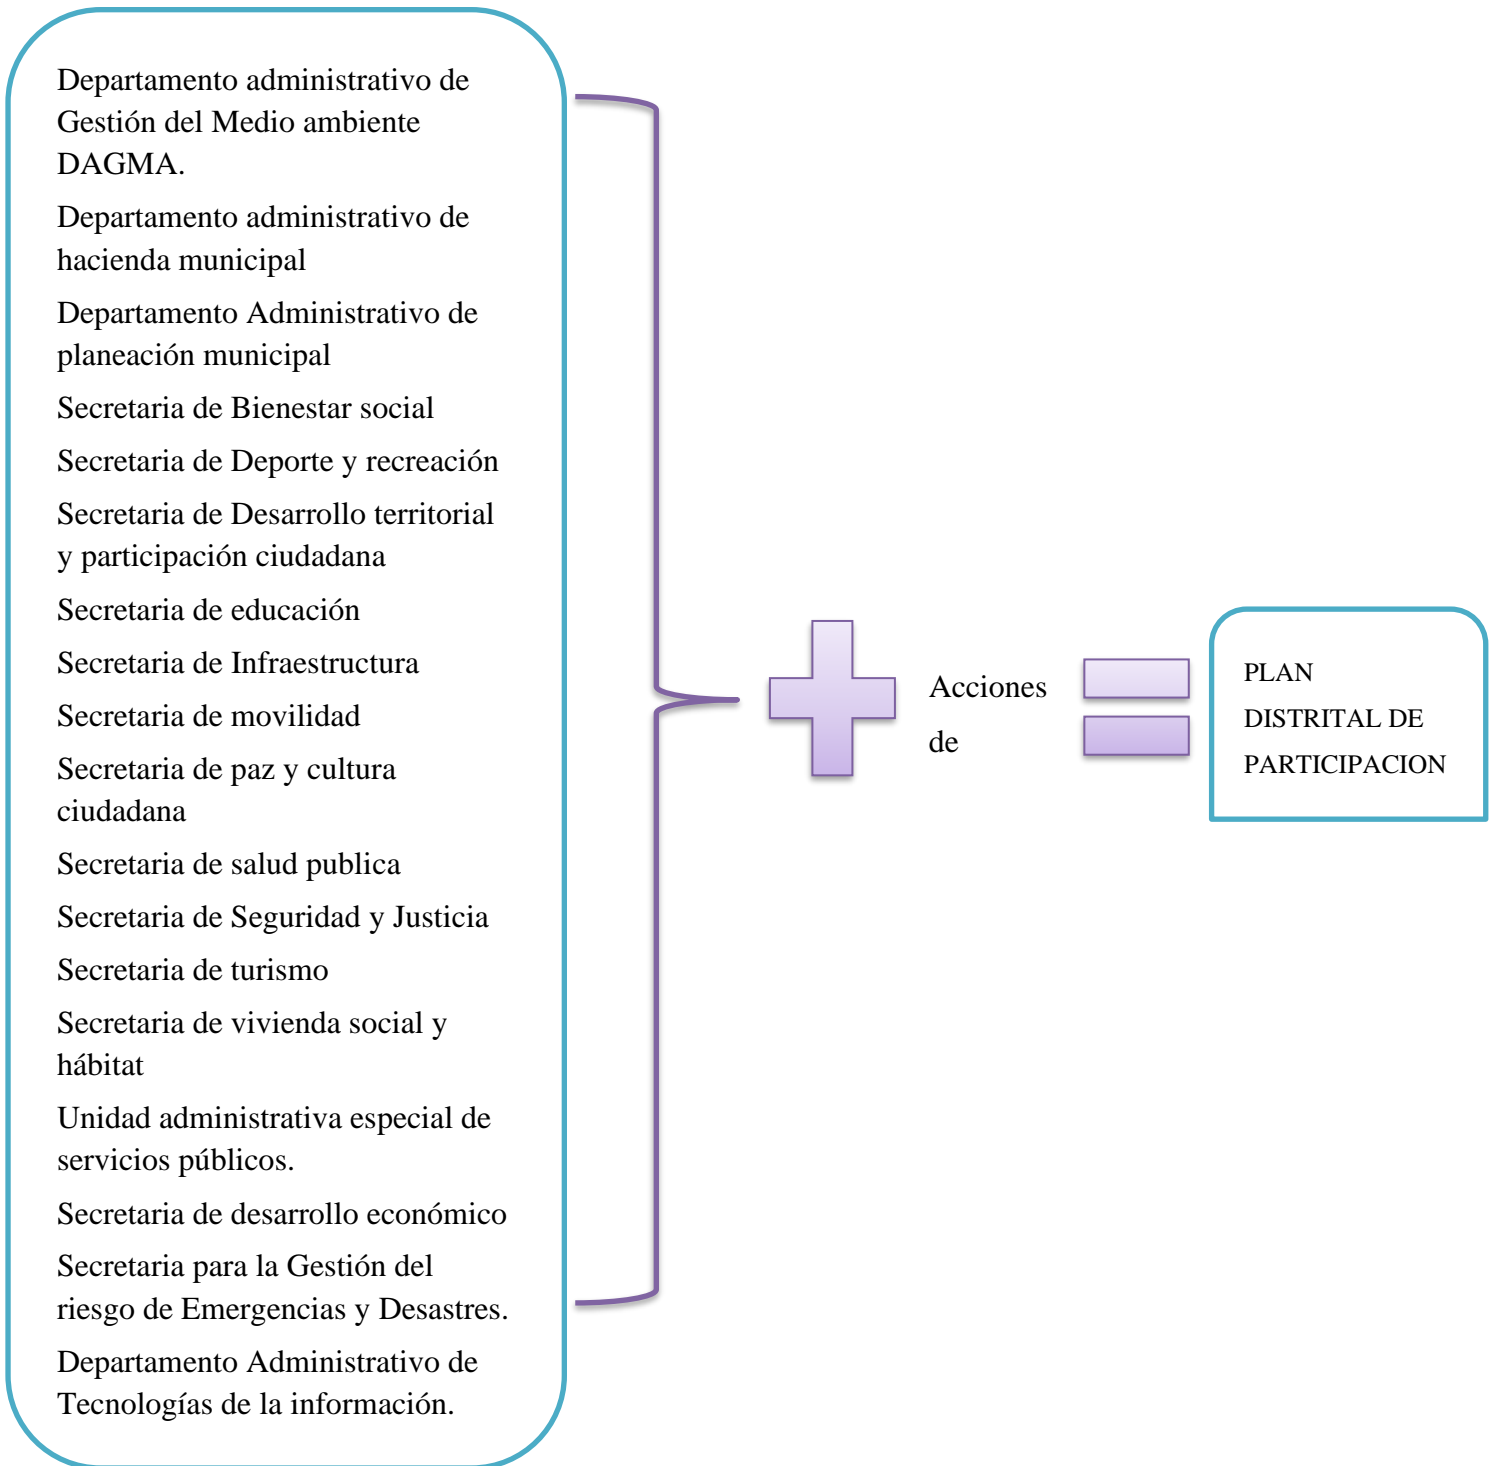 Departamento administrativo de
Gestión del Medio ambiente
DAGMA.
Departamento administrativo de
hacienda municipal
Departamento Administrativo de
planeación municipal
Secretaria de Bienestar social
Secretaria de Deporte y recreación
Secretaria de Desarrollo territorial
y participación ciudadana
Secretaria de educación
Secretaria de Infraestructura
Secretaria de movilidad
Secretaria de paz y cultura
ciudadana
Secretaria de salud publica
Secretaria de Seguridad y Justicia
Secretaria de turismo
Secretaria de vivienda social y
hábitat
Unidad administrativa especial de
servicios públicos.
Secretaria de desarrollo económico
Secretaria para la Gestión del
riesgo de Emergencias y Desastres.
Departamento Administrativo de
Tecnologías de la información.
Acciones
de
PLAN
DISTRITAL DE
PARTICIPACION